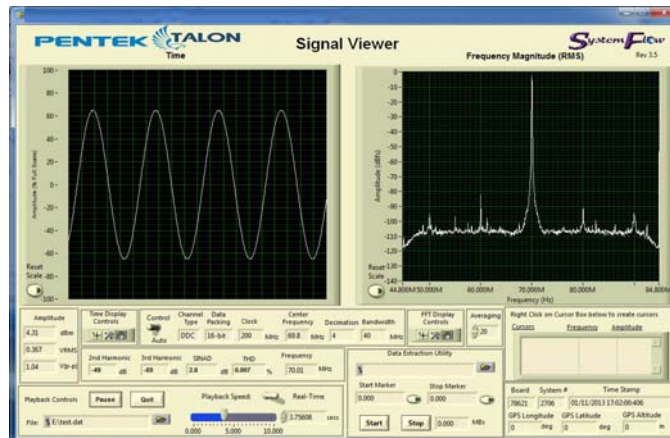 PENTEK TALON
Signal Viewer
SystemFlow
Rev 3.5
Time
Frequency Magnitude (RMS)
Amplitude (% Full Scale)
100
80
60
40
20
0
-20
-40
-60
-80
-100
Reset
Scale
Amplitude (dBfs)
0
-10
-20
-30
-40
-50
-60
-70
-80
-90
-100
-110
-120
-130
-140
Reset
Scale
44.800M 50.000M 60.000M 70.000M 80.000M 94.800M
Frequency (Hz)
Amplitude
4.31 dBm
0.367 VRMS
1.04
Time Display
Controls
Control
Auto
Channel
Type
DDC
Data
Packing
16-bit
Clock
200 MHz
Center
Frequency
69.8 MHz
Decimation
4
Bandwidth
40 MHz
FFT Display
Controls
Averaging
20
2nd Harmonic
-49 dB
3rd Harmonic
-69 dB
SINAD
dB
THD
0.007 %
Frequency
70.01 MHz
Data Extraction Utility
Start Marker
0.000
Stop Marker
0.000
Start
Stop
0.000 MBs
Right Click on Cursor Box below to create cursors
Cursors Frequency Amplitude
Playback Controls
Pause
Quit
Playback Speed:
Real-Time
File: E:\test.dat
0.000 5.000 10.000
3.75608 secs
Board
78621
System #
2706
Time Stamp
01/11/2013 17:02:00:406
GPS Longitude
0 deg
GPS Latitude
0 deg
GPS Altitude
0